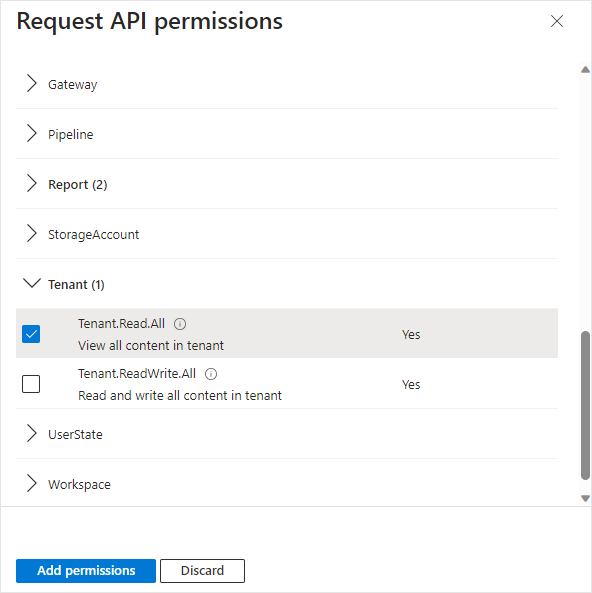 Request API permissions
Gateway
Pipeline
Report (2)
StorageAccount
Tenant (1)
Tenant.Read.All
View all content in tenant
Yes
Tenant.ReadWrite.All
Read and write all content in tenant
Yes
UserState
Workspace
Add permissions
Discard